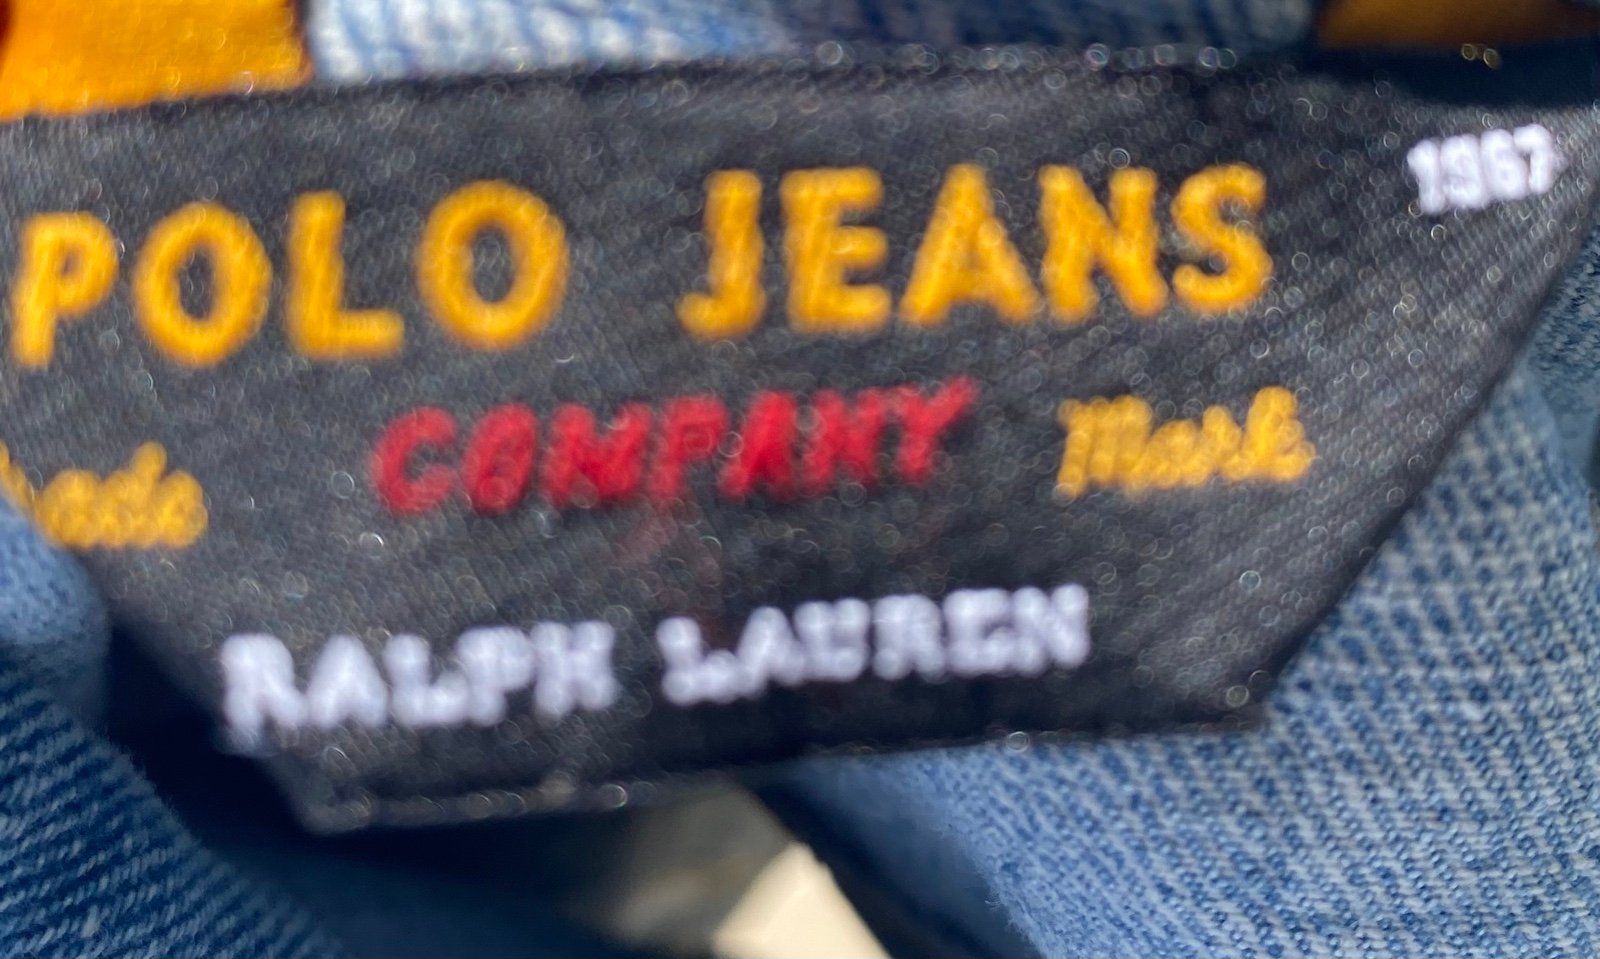 1967
POLO JEANS
COMPANY Mark
RALPH LAUREN